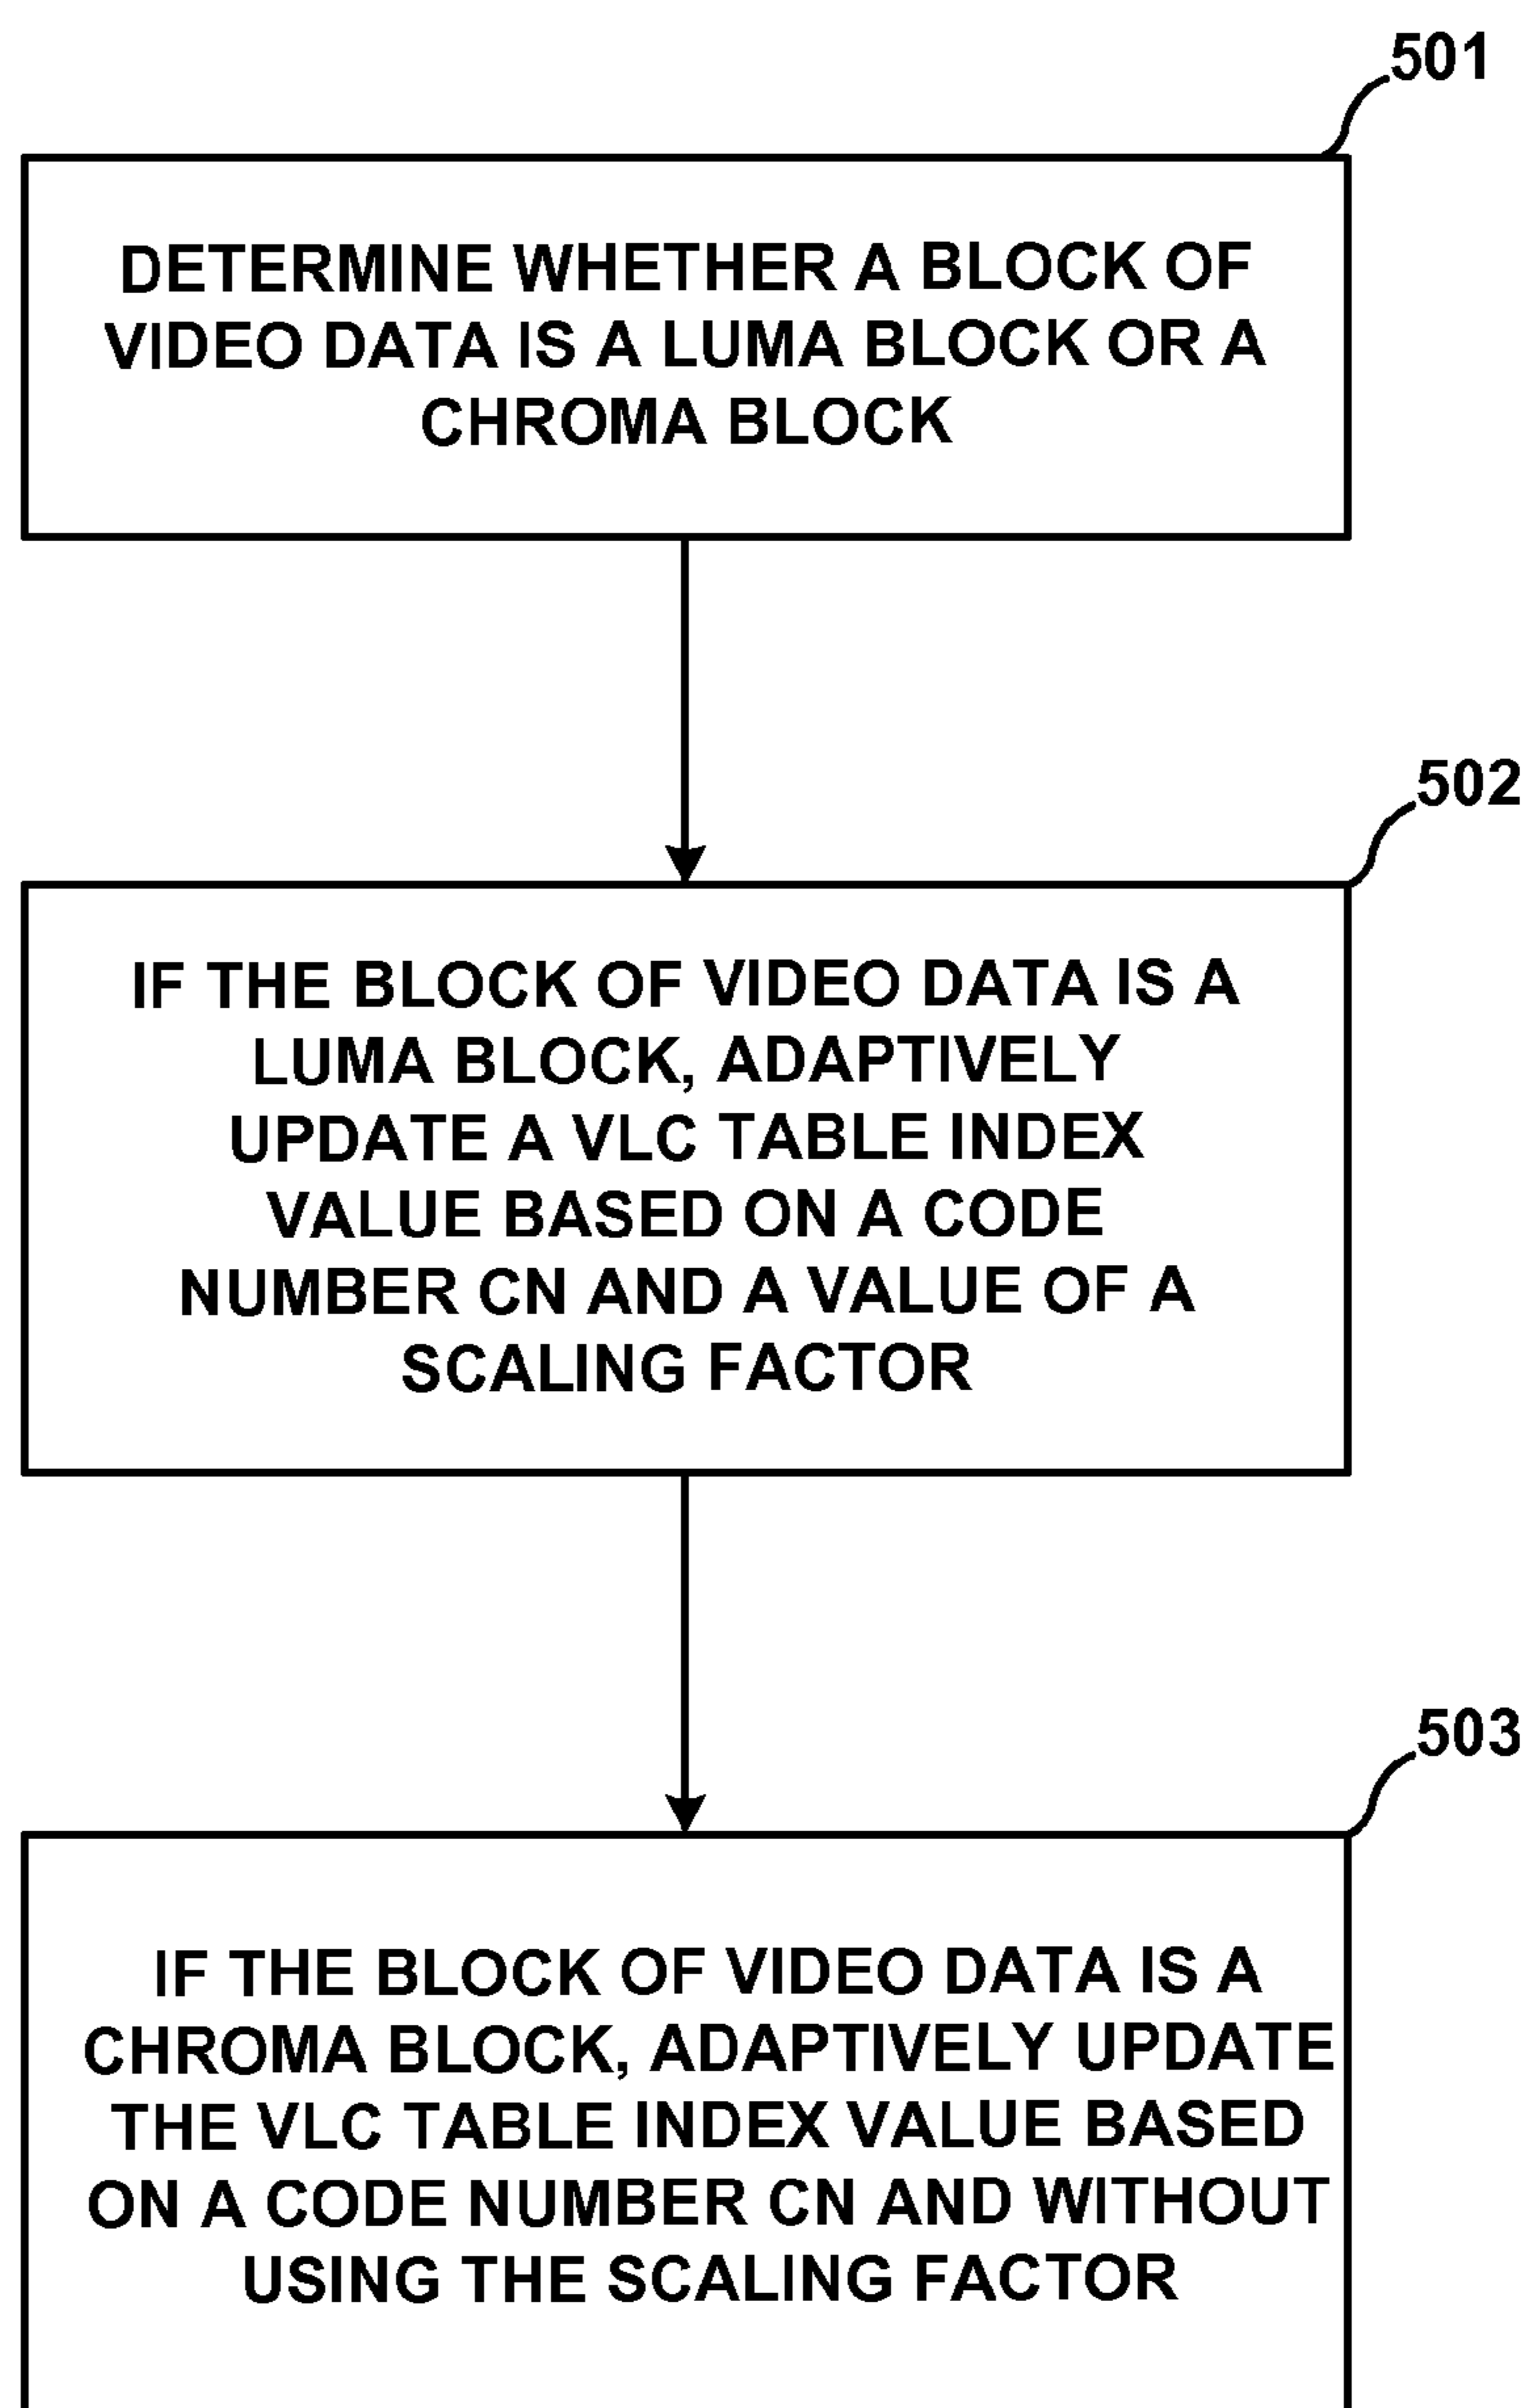 501
DETERMINE WHETHER A BLOCK OF
VIDEO DATA IS A LUMA BLOCK OR A
CHROMA BLOCK
502
IF THE BLOCK OF VIDEO DATA IS A
LUMA BLOCK, ADAPTIVELY
UPDATE A VLC TABLE INDEX
VALUE BASED ON A CODE
NUMBER CN AND A VALUE OF A
SCALING FACTOR
503
IF THE BLOCK OF VIDEO DATA IS A
CHROMA BLOCK, ADAPTIVELY UPDATE
THE VLC TABLE INDEX VALUE BASED
ON A CODE NUMBER CN AND WITHOUT
USING THE SCALING FACTOR